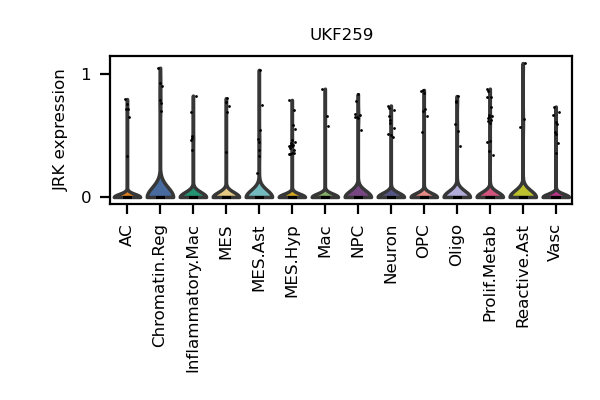 UKF259
JRK expression
1
0
AC
Chromatin.Reg
Inflammatory.Mac
MES
MES.Ast
MES.Hyp
Mac
NPC
Neuron
OPC
Oligo
Prolif.Metab
Reactive.Ast
Vasc